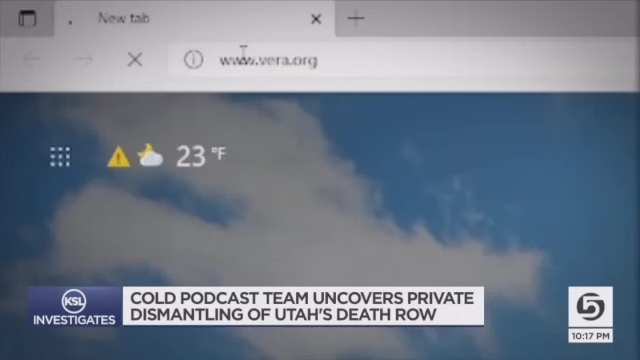 New tab
www.vera.org
23 °F
KSL
INVESTIGATES
COLD PODCAST TEAM UNCOVERS PRIVATE
DISMANTLING OF UTAH'S DEATH ROW
5
10:17 PM